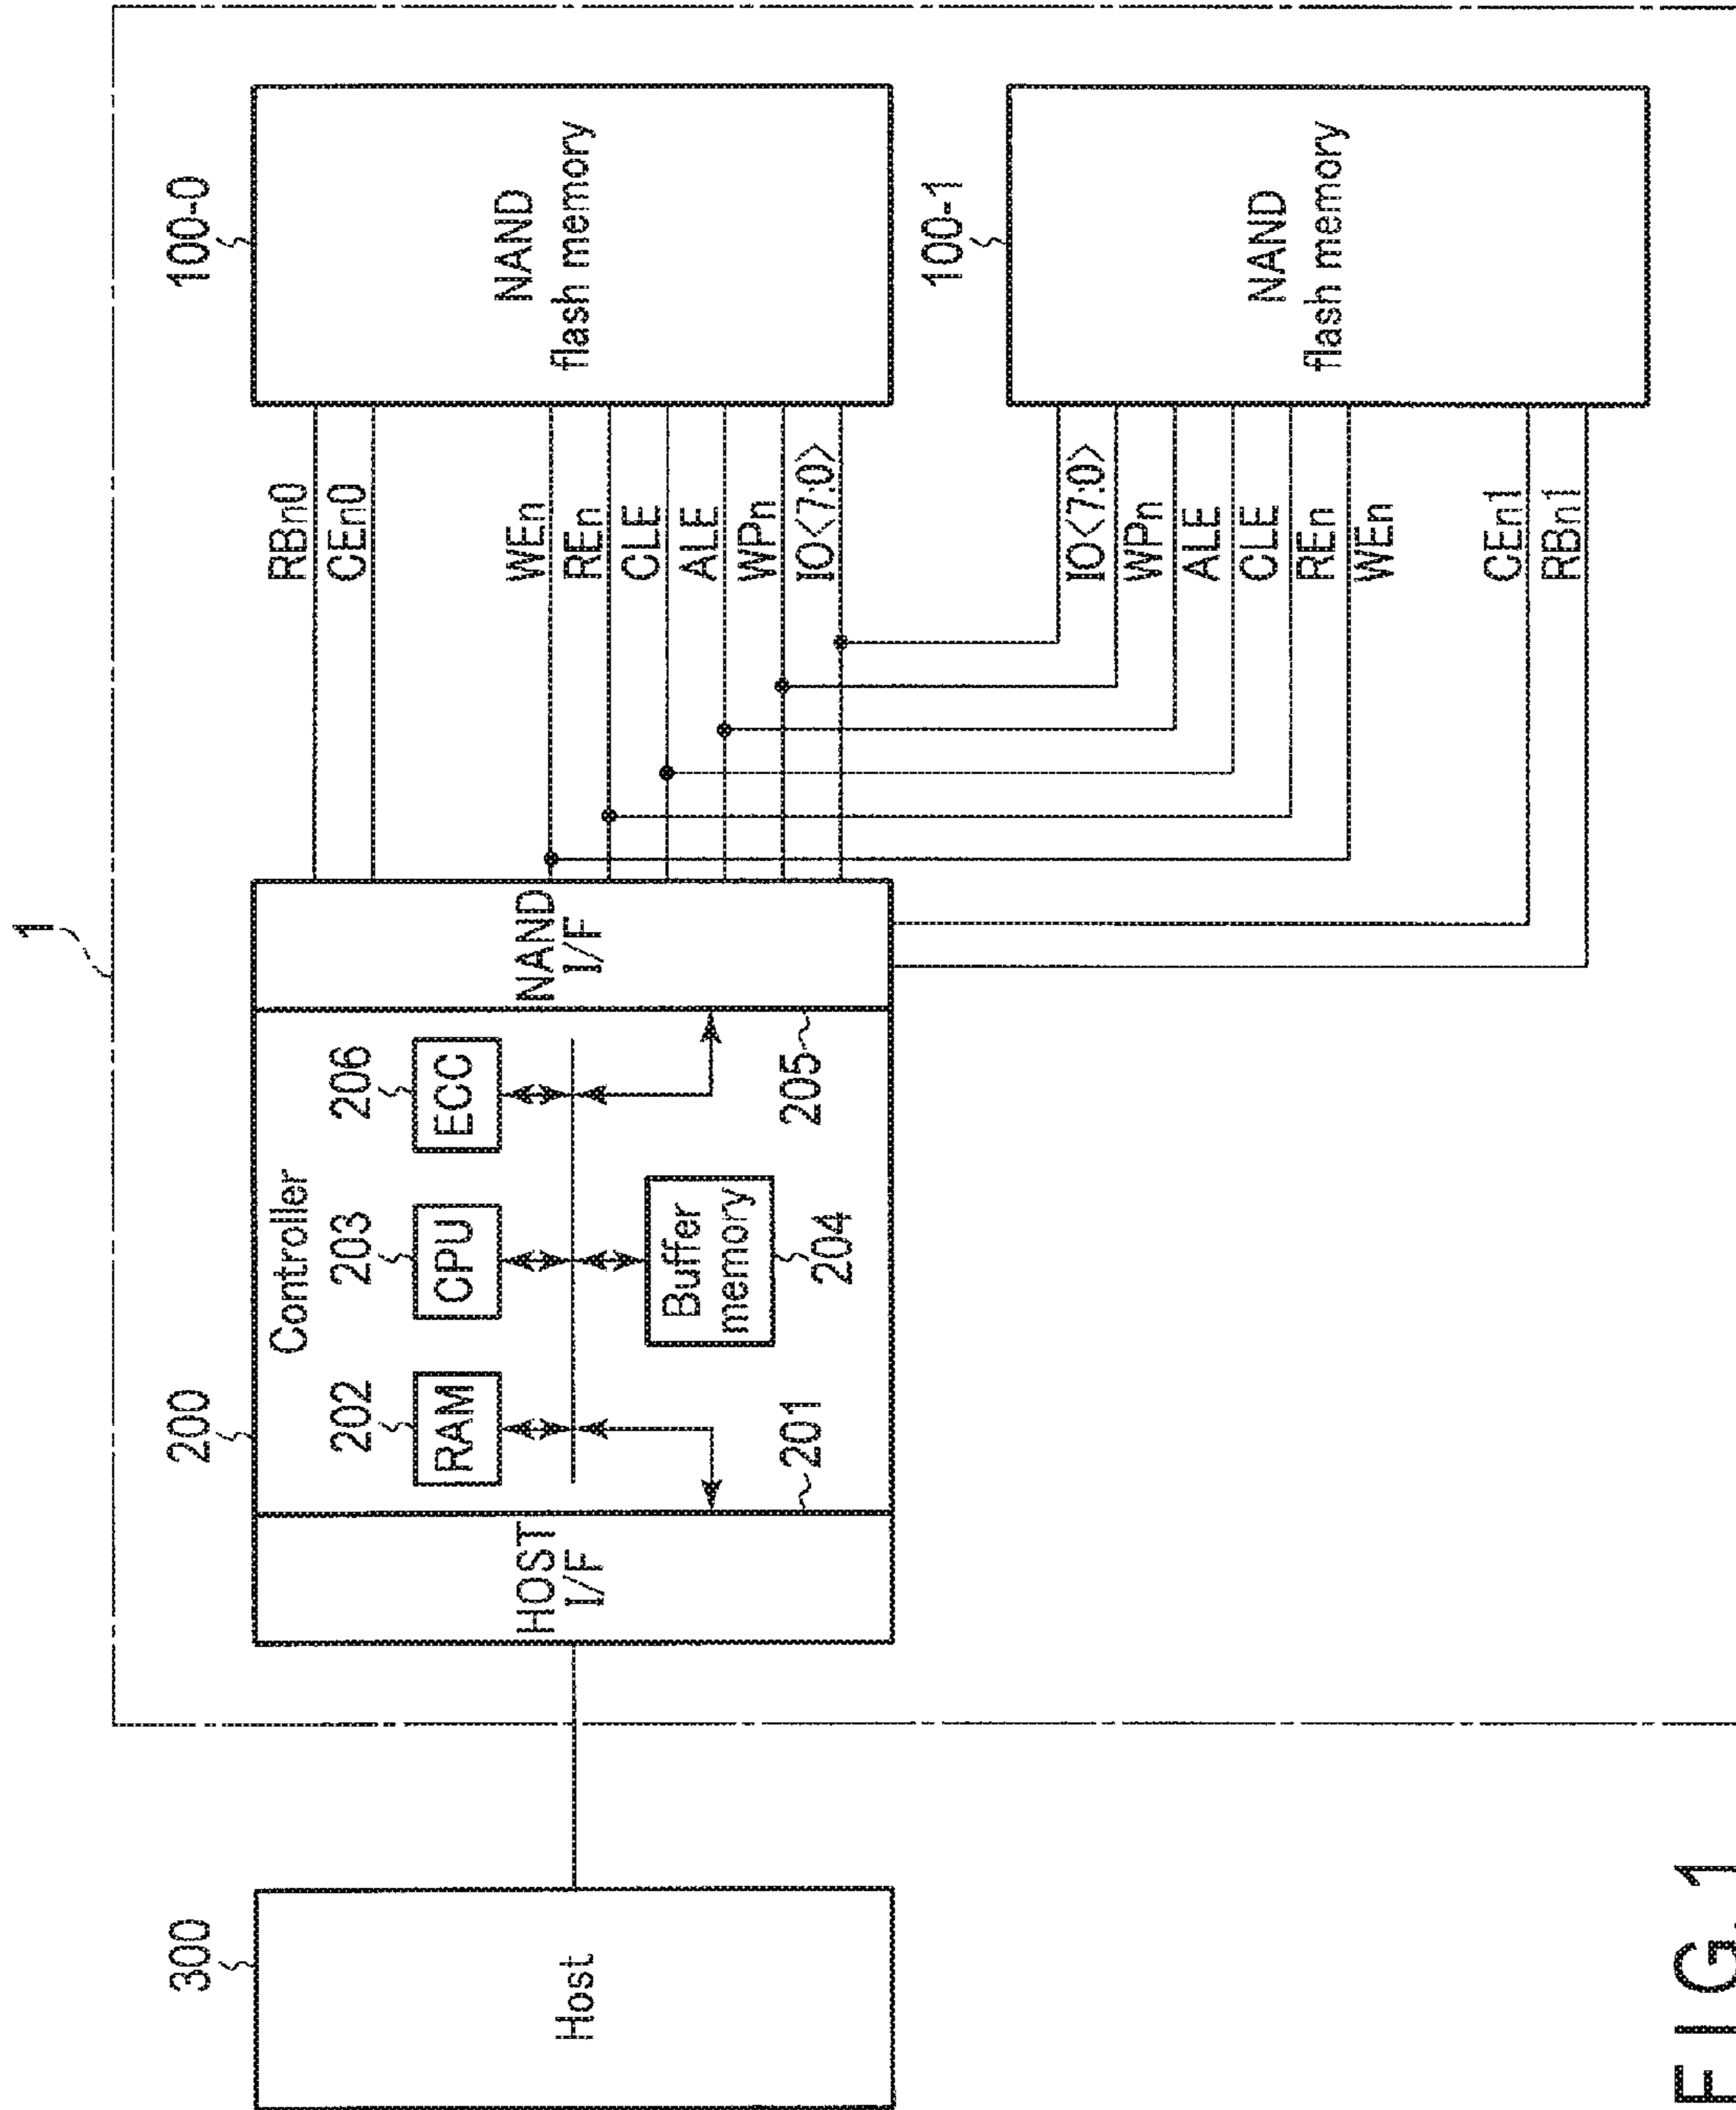 1
300
Host
200
HOST
I/F
Controller
202
RAM
203
CPU
206
ECC
Buffer
memory
204
201
205
NAND
I/F
RBn0
CEn0
WEn
REn
CLE
ALE
WPn
IO<7:0>
100-0
NAND
flash memory
IO<7:0>
WPn
ALE
CLE
REn
WEn
CEn1
RBn1
100-1
NAND
flash memory
FIG. 1